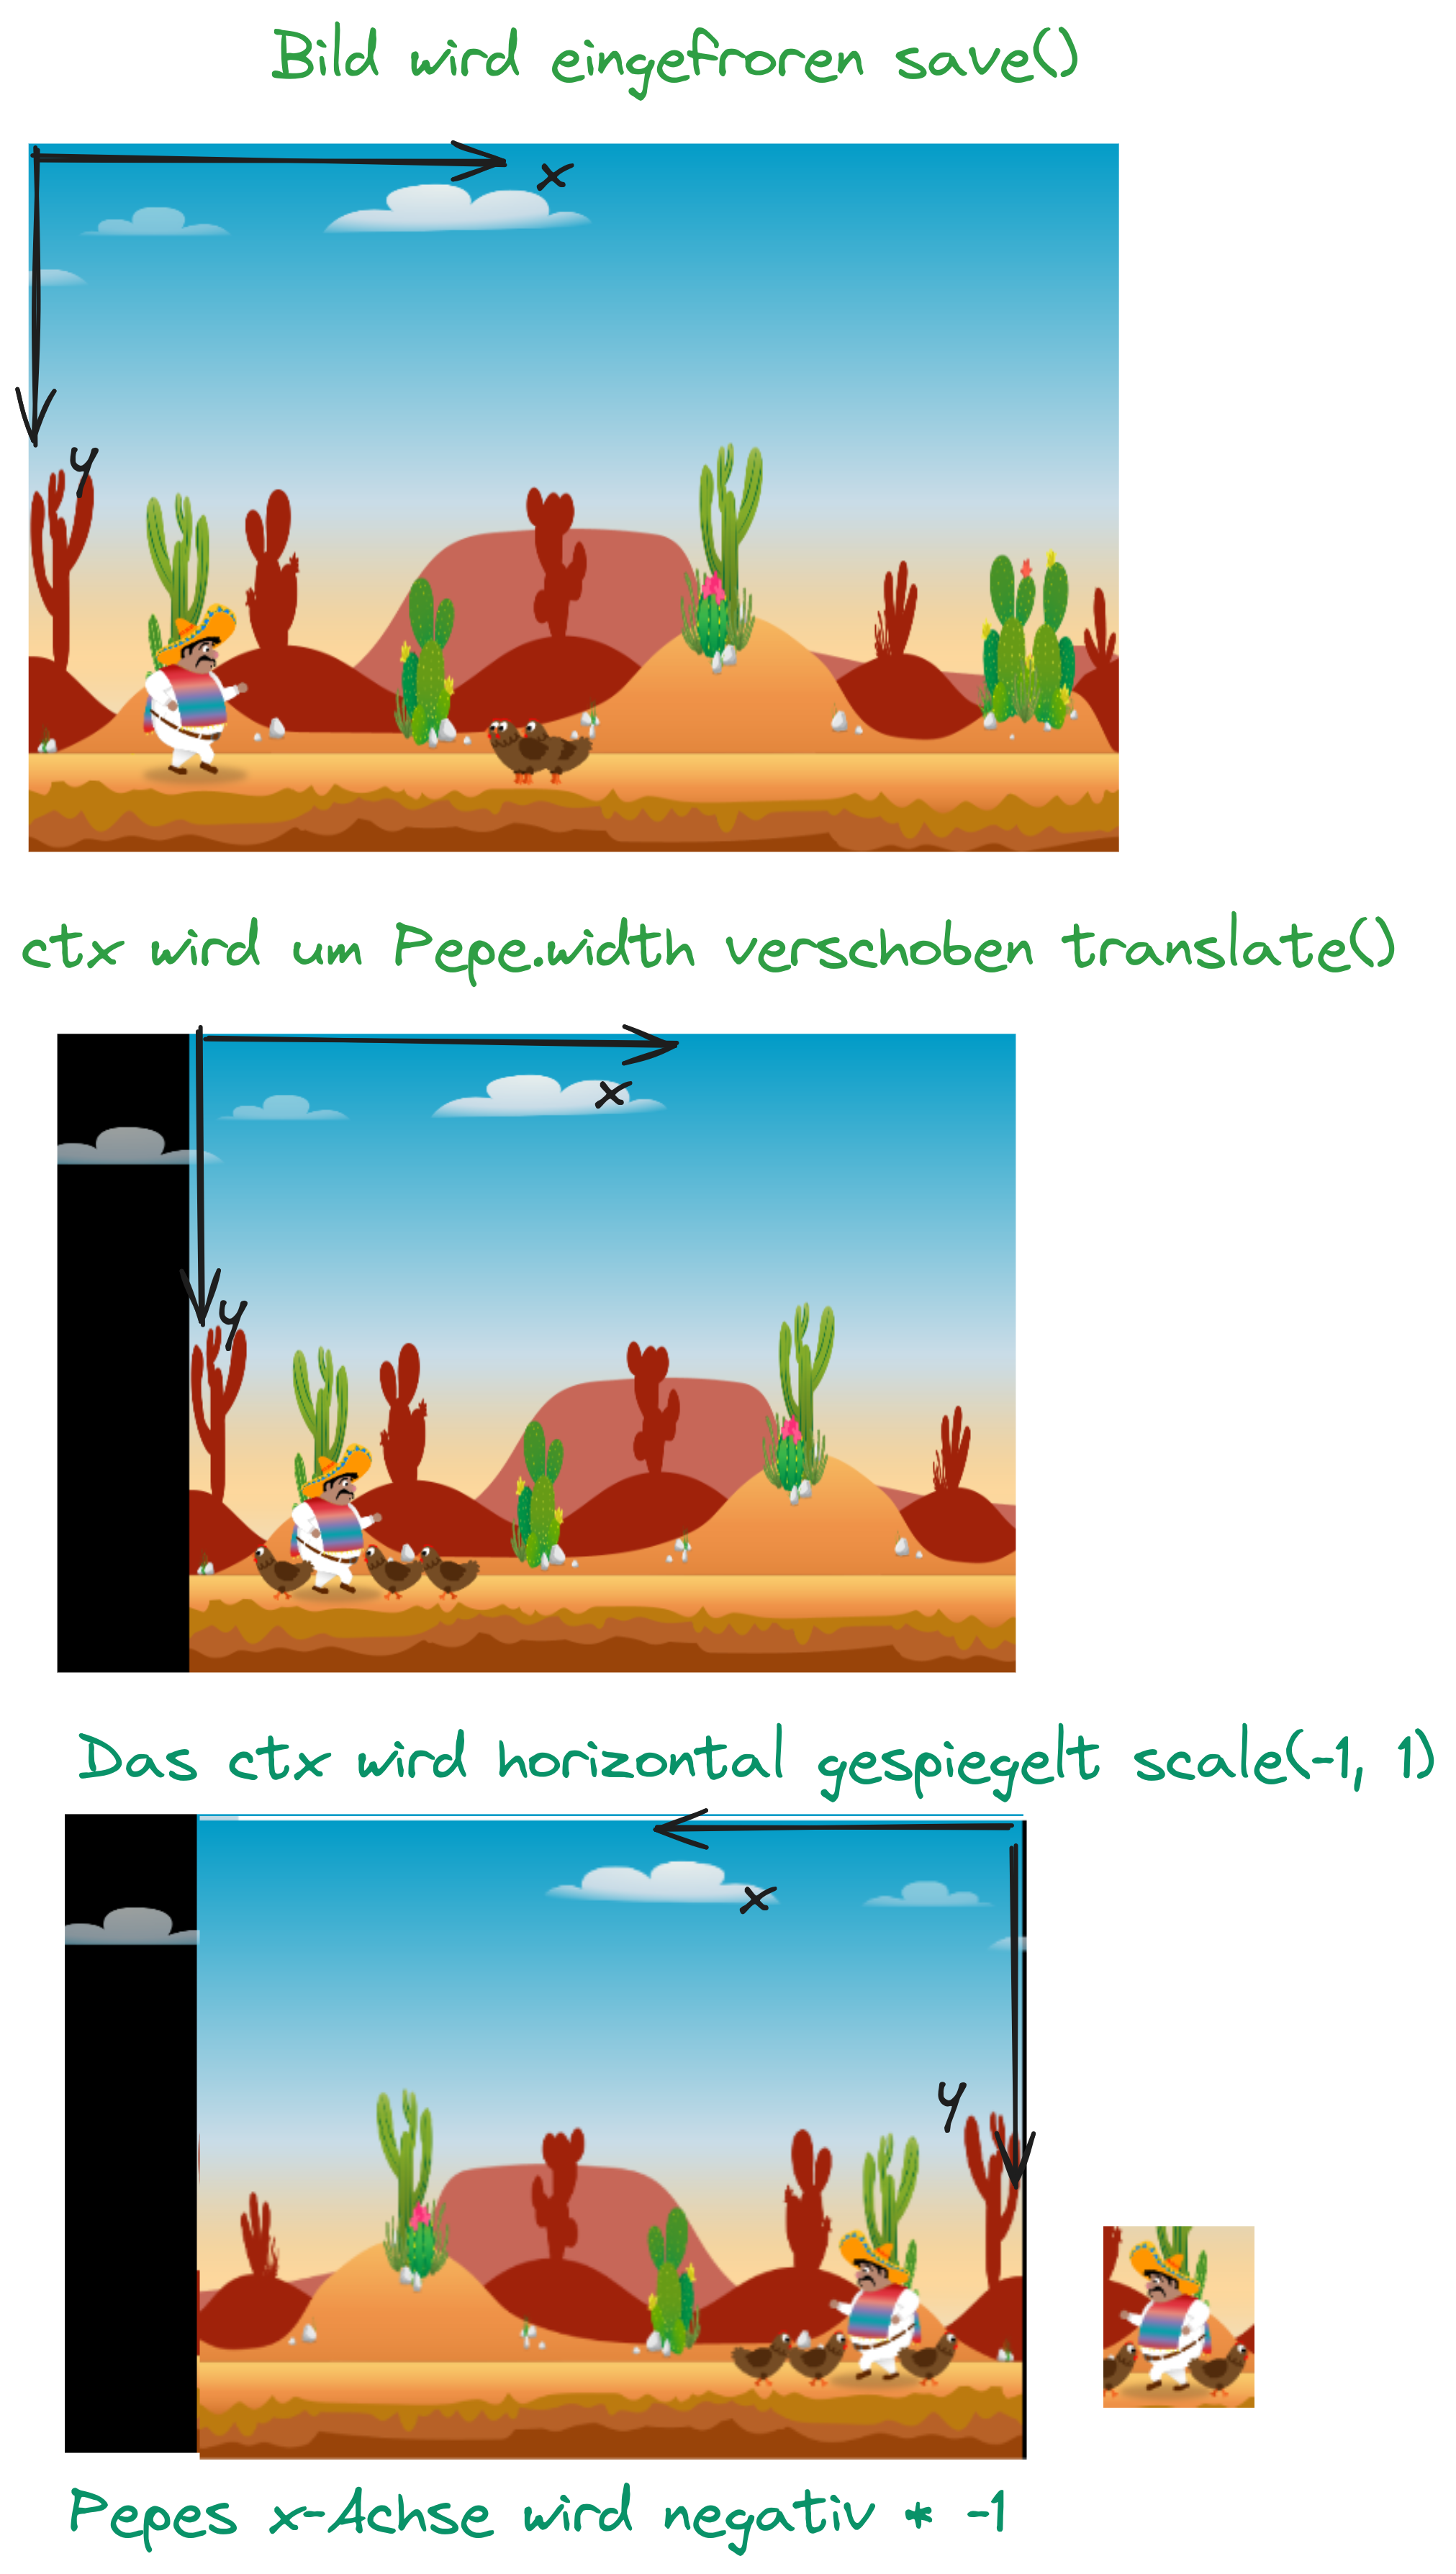 Bild wird eingefroren save()
x
y
ctx wird um Pepe.width verschoben translate()
x
y
Das ctx wird horizontal gespiegelt scale(-1, 1)
x
y
Pepes x-Achse wird negativ * -1